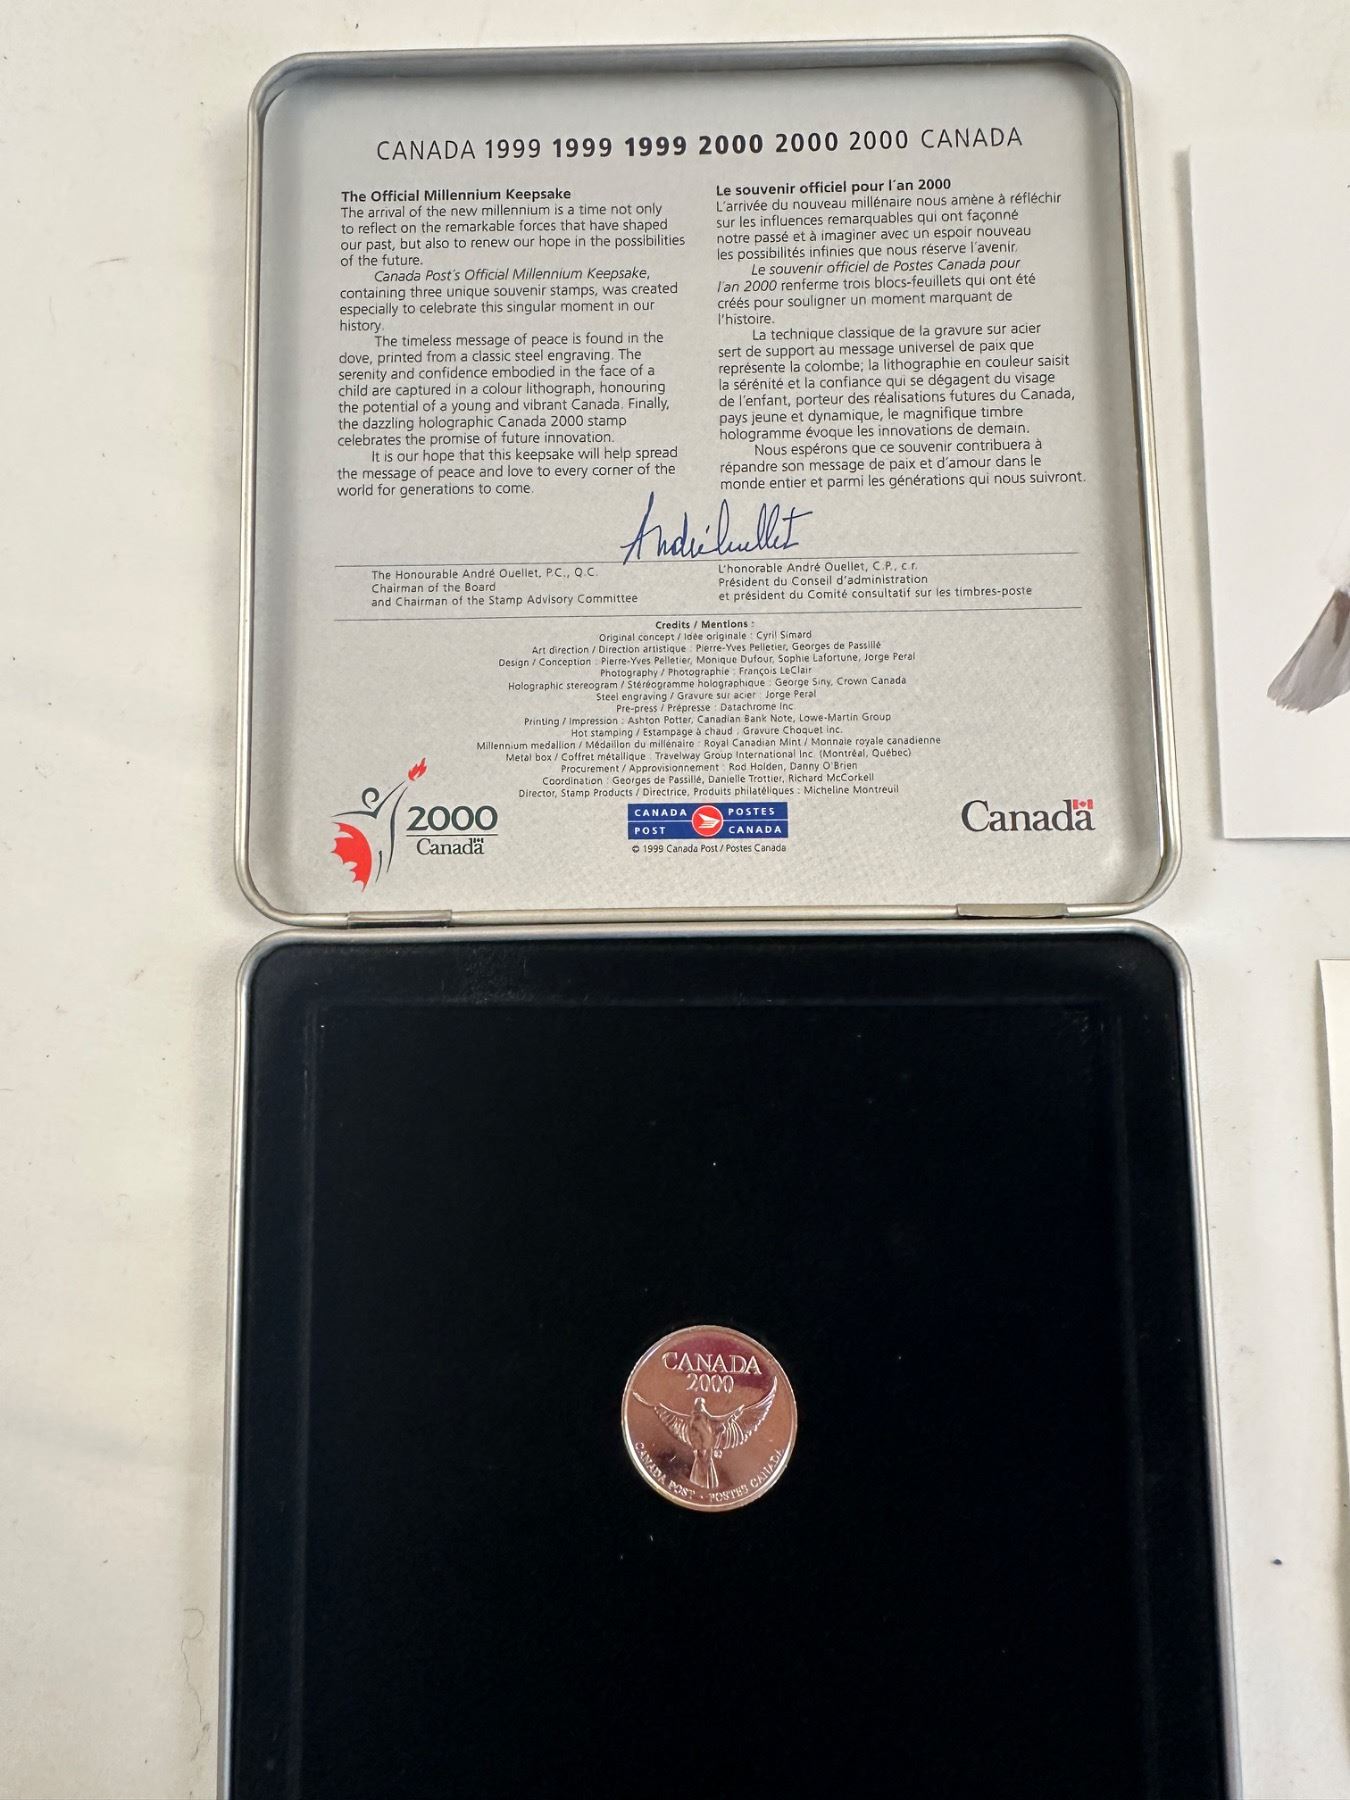 CANADA 1999 1999 1999 2000 2000 2000 CANADA
The Official Millennium Keepsake
The arrival of the new millennium is a time not only
to reflect on the remarkable forces that have shaped
our past, but also to renew our hope in the possibilities
of the future.
Canada Post's Official Millennium Keepsake,
containing three unique souvenir stamps, was created
especially to celebrate this singular moment in our
history.
The timeless message of peace is found in the
dove, printed from a classic steel engraving. The
serenity and confidence embodied in the face of a
child are captured in a colour lithograph, honouring
the potential of a young and vibrant Canada. Finally,
the dazzling holographic Canada 2000 stamp
celebrates the promise of future innovation.
It is our hope that this keepsake will help spread
the message of peace and love to every corner of the
world for generations to come.
Le souvenir officiel pour l'an 2000
L'arrivée du nouveau millénaire nous amène à réfléchir
sur les influences remarquables qui ont façonné
notre passé et à imaginer avec un espoir nouveau
les possibilités infinies que nous réserve l'avenir.
Le souvenir officiel de Postes Canada pour
l'an 2000 renferme trois blocs-feuillets qui ont été
créés pour souligner un moment marquant de
l'histoire.
La technique classique de la gravure sur acier
sert de support au message universel de paix que
représente la colombe; la lithographie en couleur saisit
la sérénité et la confiance qui se dégagent du visage
de l'enfant, porteur des réalisations futures du Canada,
pays jeune et dynamique, le magnifique timbre
hologramme évoque les innovations de demain.
Nous espérons que ce souvenir contribuera à
répandre son message de paix et d'amour dans le
monde entier et parmi les générations qui nous suivront.
André Ouellet
The Honourable André Ouellet, P.C., Q.C.
Chairman of the Board
and Chairman of the Stamp Advisory Committee
L'honorable André Ouellet, C.P., c.r.
Président du Conseil d'administration
et président du Comité consultatif sur les timbres-poste
Credits / Mentions :
Original concept / Idée originale : Cyril Simard
Art direction / Direction artistique : Pierre-Yves Pelletier, Georges de Passillé
Design / Conception : Pierre-Yves Pelletier, Monique Dufour, Sophie Lafortune, Jorge Peral
Photography / Photographie : François LeClair
Holographic stereogram / Stéréogramme holographique : George Siny, Crown Canada
Steel engraving / Gravure sur acier : Jorge Peral
Pre-press / Prépresse : Datachrome Inc.
Printing / Impression : Ashton Potter, Canadian Bank Note, Lowe-Martin Group
Hot stamping / Estampage à chaud : Gravure Choquet Inc.
Millennium medallion / Médaillon du millénaire : Royal Canadian Mint / Monnaie royale canadienne
Metal box / Coffret métallique : Travelway Group International Inc. (Montréal, Québec)
Procurement / Approvisionnement : Rod Holden, Danny O'Brien
Coordination : Georges de Passillé, Danielle Trottier, Richard McCorkell
Director, Stamp Products / Directrice, Produits philatéliques : Micheline Montreuil
2000
Canada
CANADA POSTES
POST CANADA
© 1999 Canada Post / Postes Canada
Canada
CANADA
2000
CANADA POST • POSTES CANADA